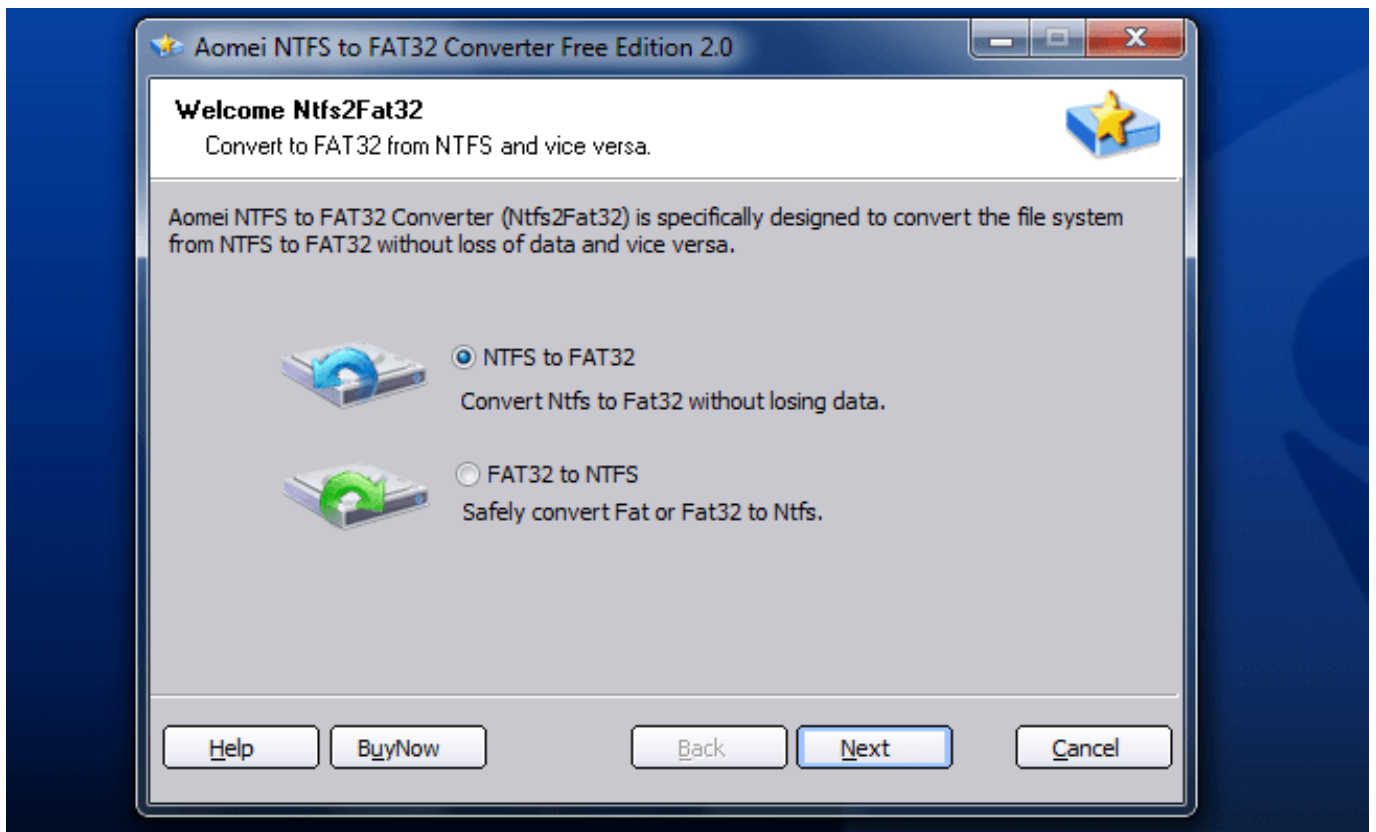 Aomei NTFS to FAT32 Converter Free Edition 2.0
Welcome Ntfs2Fat32
Convert to FAT32 from NTFS and vice versa.
Aomei NTFS to FAT32 Converter (Ntfs2Fat32) is specifically designed to convert the file system
from NTFS to FAT32 without loss of data and vice versa.
NTFS to FAT32
Convert Ntfs to Fat32 without losing data.
FAT32 to NTFS
Safely convert Fat or Fat32 to Ntfs.
Help BuyNow Back Next Cancel